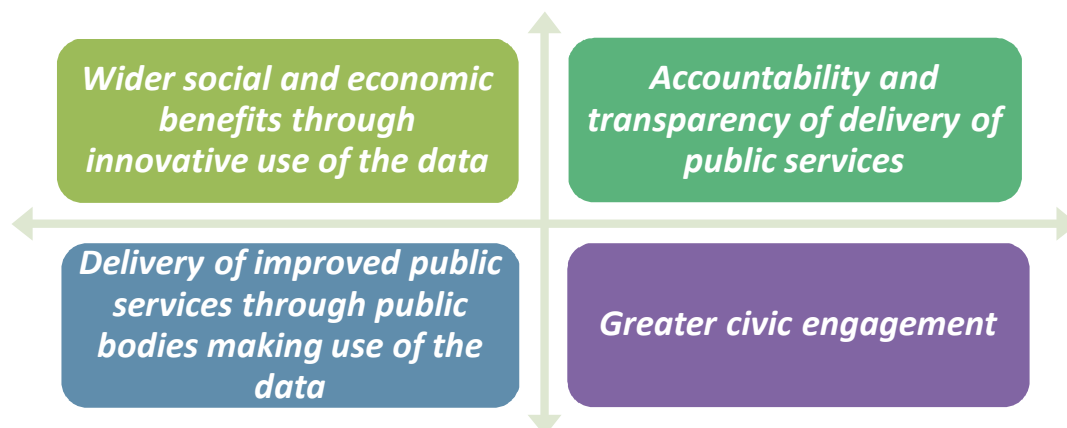 Wider social and economic
benefits through
innovative use of the data
Accountability and
transparency of delivery of
public services
Delivery of improved public
services through public
bodies making use of the
data
Greater civic engagement